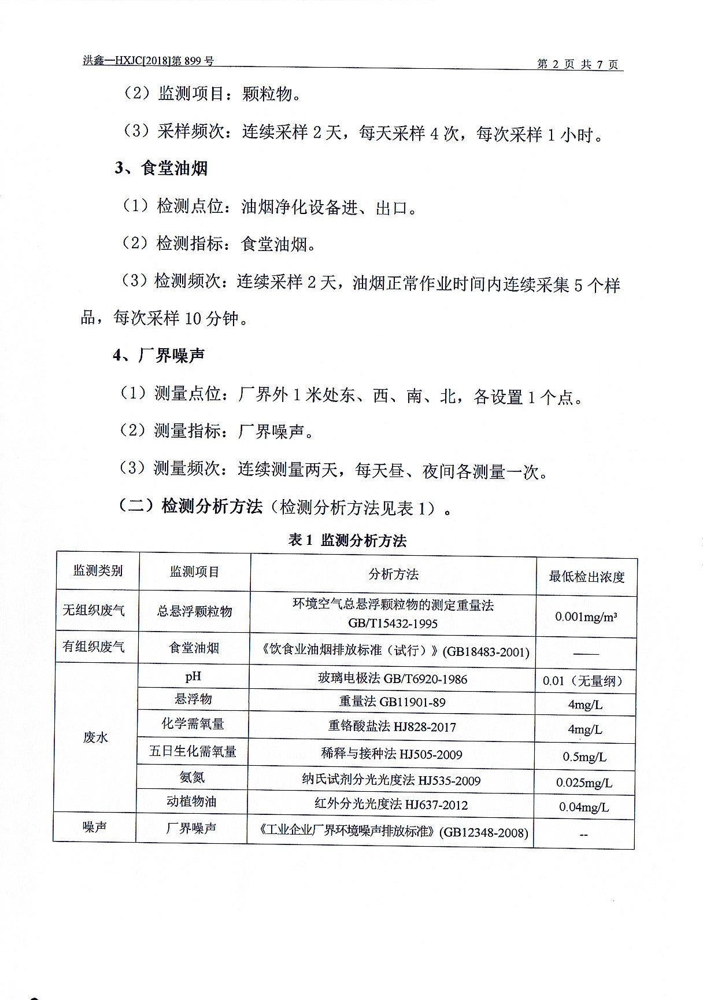 洪鑫—HXJC[2018]第 899 号
第 2 页 共 7 页
（2）监测项目：颗粒物。
（3）采样频次：连续采样 2 天，每天采样 4 次，每次采样 1 小时。
3、食堂油烟
（1）检测点位：油烟净化设备进、出口。
（2）检测指标：食堂油烟。
（3）检测频次：连续采样 2 天，油烟正常作业时间内连续采集 5 个样
品，每次采样 10 分钟。
4、厂界噪声
（1）测量点位：厂界外 1 米处东、西、南、北，各设置 1 个点。
（2）测量指标：厂界噪声。
（3）测量频次：连续测量两天，每天昼、夜间各测量一次。
（二）检测分析方法（检测分析方法见表 1）。
表 1 监测分析方法
监测类别 监测项目 分析方法 最低检出浓度
无组织废气 总悬浮颗粒物 环境空气总悬浮颗粒物的测定重量法
GB/T15432-1995 0.001mg/m³
有组织废气 食堂油烟 《饮食业油烟排放标准（试行）》(GB18483-2001) ——
废水
pH 玻璃电极法 GB/T6920-1986 0.01（无量纲）
悬浮物 重量法 GB11901-89 4mg/L
化学需氧量 重铬酸盐法 HJ828-2017 4mg/L
五日生化需氧量 稀释与接种法 HJ505-2009 0.5mg/L
氨氮 纳氏试剂分光光度法 HJ535-2009 0.025mg/L
动植物油 红外分光光度法 HJ637-2012 0.04mg/L
噪声 厂界噪声 《工业企业厂界环境噪声排放标准》(GB12348-2008) --